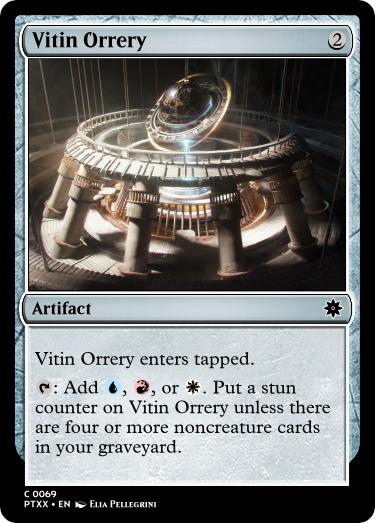 Vitin Orrery 2
Artifact
Vitin Orrery enters tapped.
: Add , , or . Put a stun
counter on Vitin Orrery unless there
are four or more noncreature cards
in your graveyard.
C 0069
PTXX • EN Elia Pellegrini